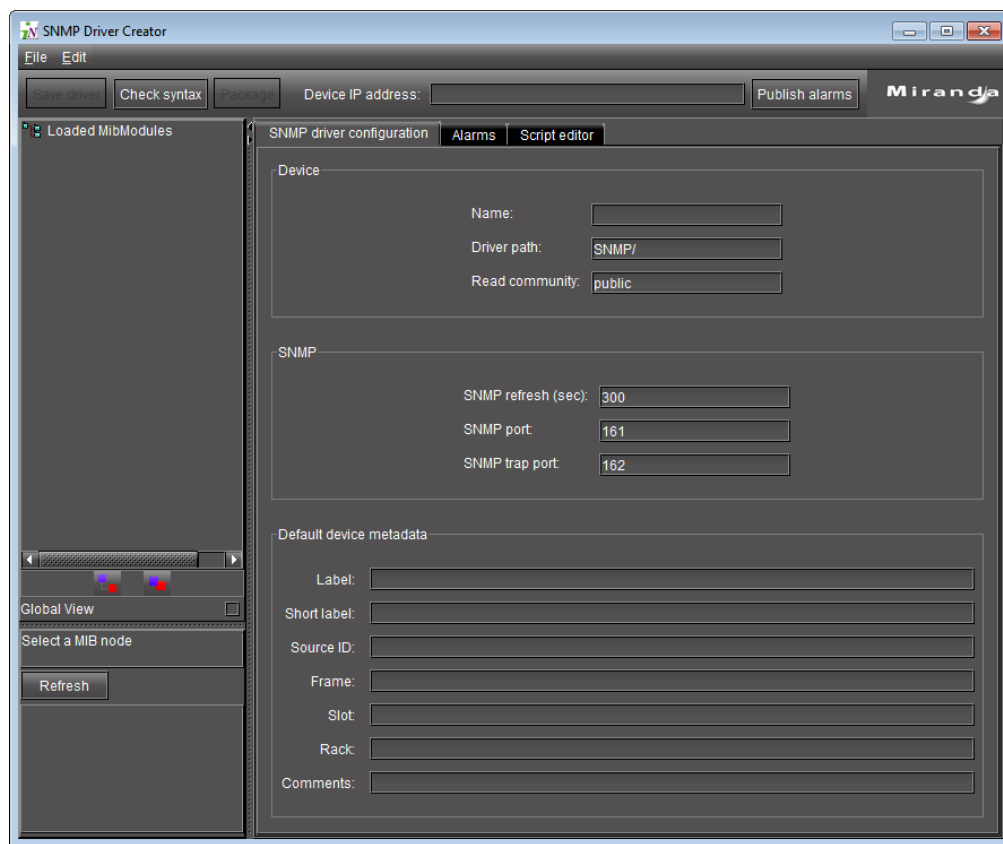 SNMP Driver Creator
File Edit
Save driver Check syntax Package Device IP address: Publish alarms Miranda
Loaded MibModules
SNMP driver configuration Alarms Script editor
Device
Name:
Driver path: SNMP/
Read community: public
SNMP
SNMP refresh (sec): 300
SNMP port: 161
SNMP trap port: 162
Default device metadata
Label:
Short label:
Source ID:
Frame:
Slot:
Rack:
Comments:
Global View
Select a MIB node
Refresh